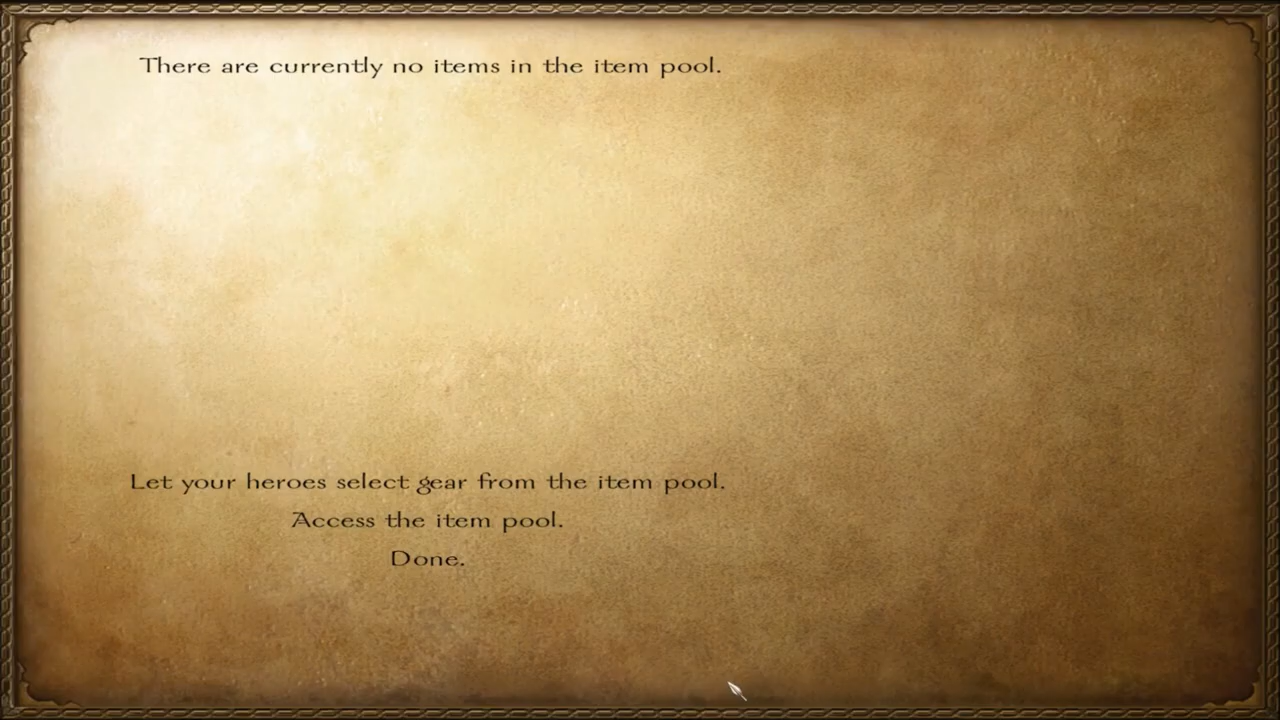 There are currently no items in the item pool.
Let your heroes select gear from the item pool.
Access the item pool.
Done.